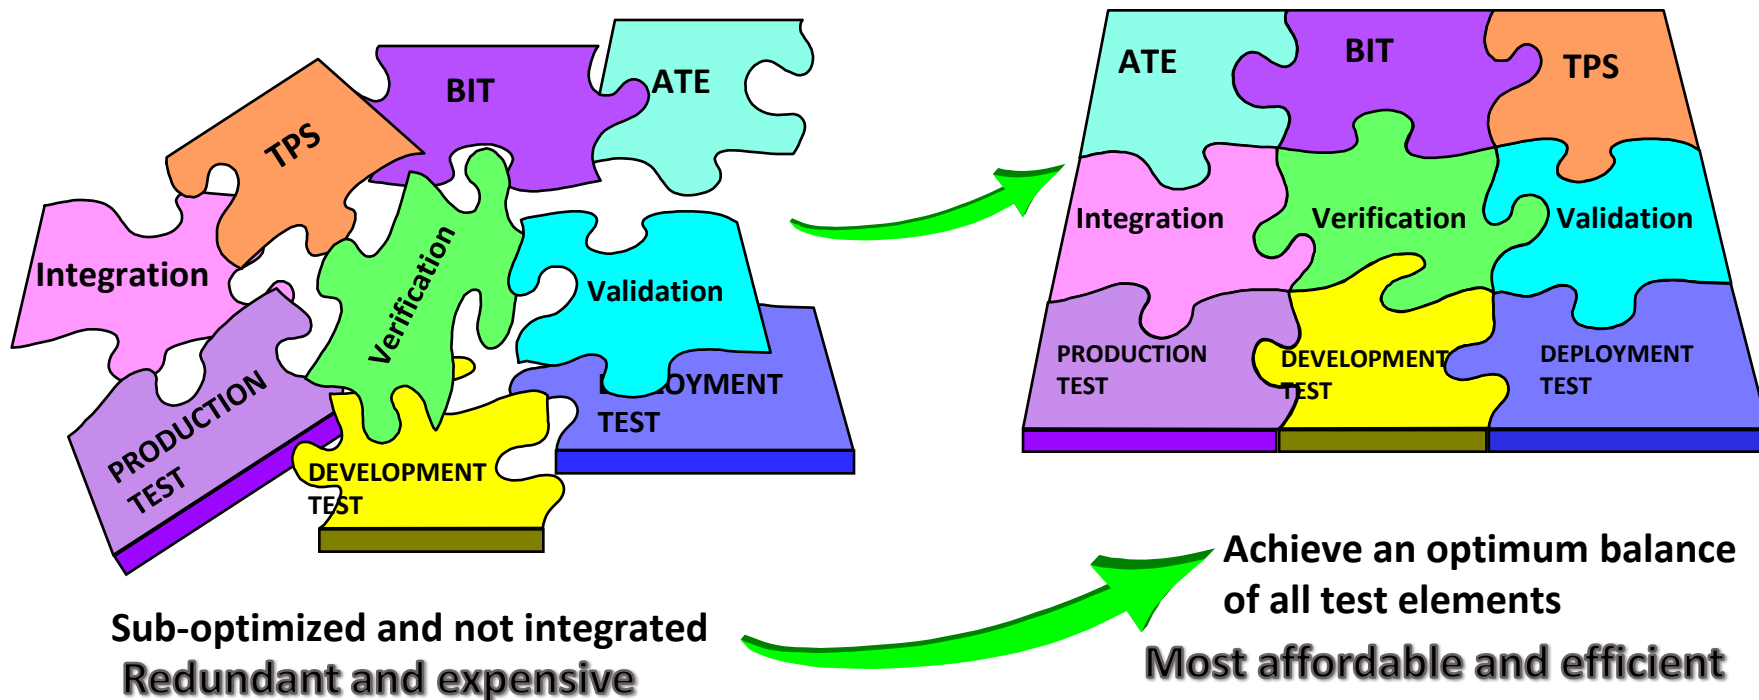 BIT
ATE
TPS
Integration
Verification
Validation
PRODUCTION
TEST
DEVELOPMENT
TEST
DEPLOYMENT
TEST
Sub-optimized and not integrated
Redundant and expensive
ATE
BIT
TPS
Integration
Verification
Validation
PRODUCTION
TEST
DEVELOPMENT
TEST
DEPLOYMENT
TEST
Achieve an optimum balance
of all test elements
Most affordable and efficient